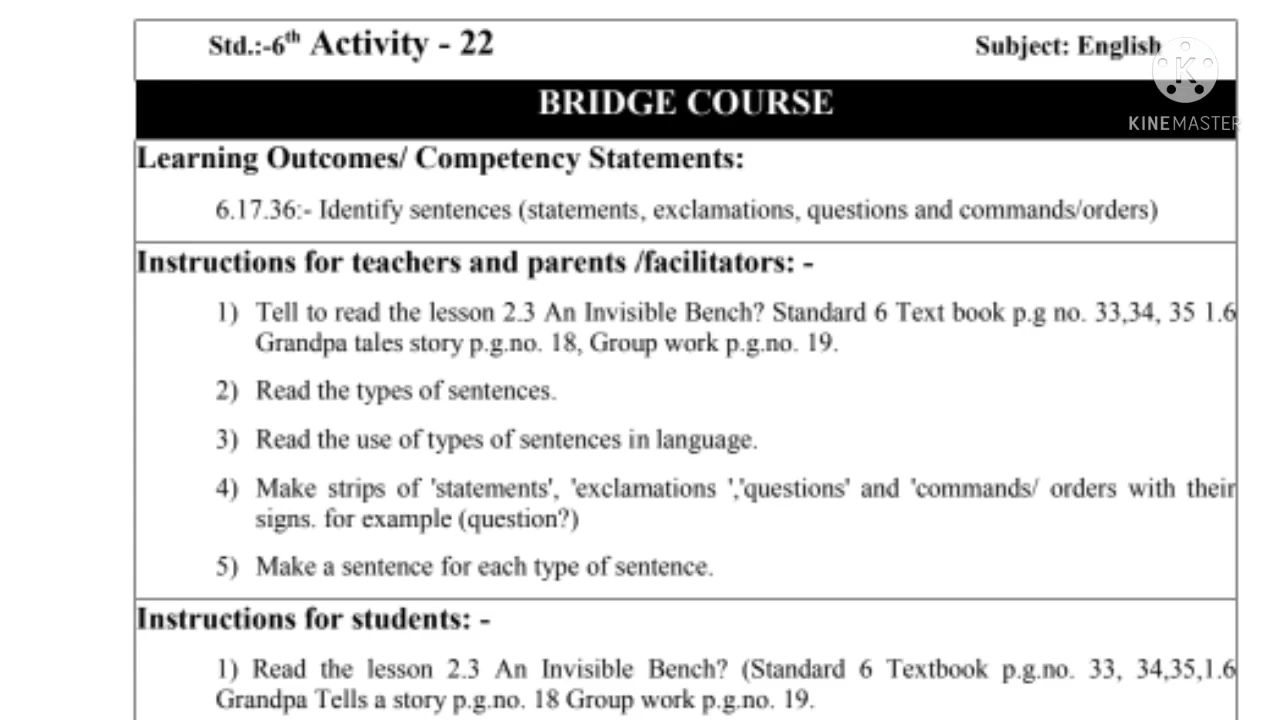 Std.:-6th Activity - 22 Subject: English
K
KINEMASTER
BRIDGE COURSE
Learning Outcomes/ Competency Statements:
6.17.36:- Identify sentences (statements, exclamations, questions and commands/orders)
Instructions for teachers and parents /facilitators: -
1) Tell to read the lesson 2.3 An Invisible Bench? Standard 6 Text book p.g no. 33,34, 35 1.6
Grandpa tales story p.g.no. 18, Group work p.g.no. 19.
2) Read the types of sentences.
3) Read the use of types of sentences in language.
4) Make strips of 'statements', 'exclamations ','questions' and 'commands/ orders with their
signs. for example (question?)
5) Make a sentence for each type of sentence.
Instructions for students: -
1) Read the lesson 2.3 An Invisible Bench? (Standard 6 Textbook p.g.no. 33, 34,35,1.6
Grandpa Tells a story p.g.no. 18 Group work p.g.no. 19.